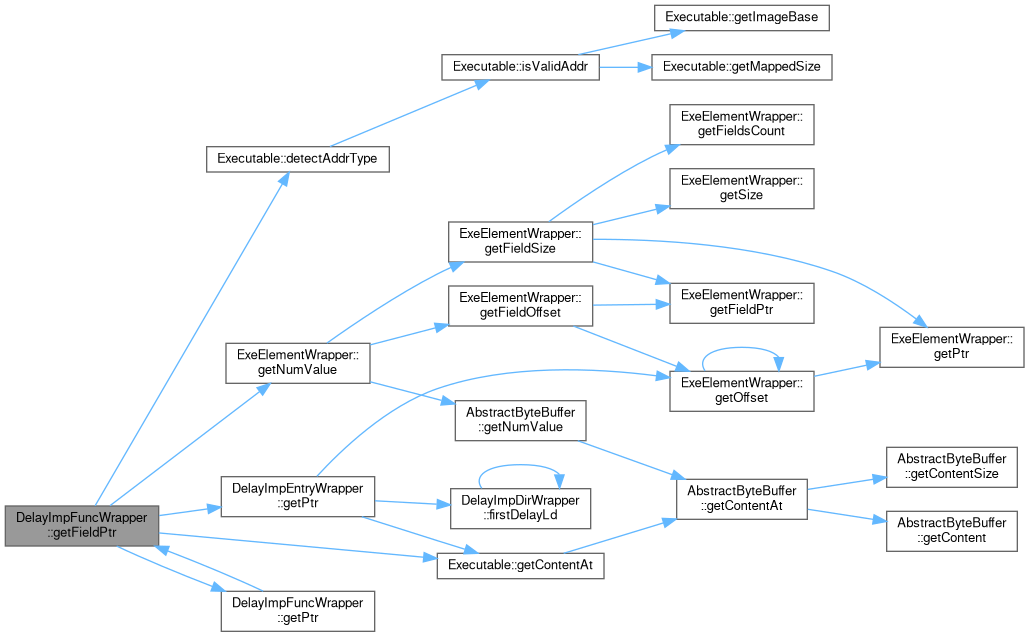 Executable::getImageBase
Executable::isValidAddr
Executable::getMappedSize
ExeElementWrapper::
getFieldsCount
Executable::detectAddrType
ExeElementWrapper::
getSize
ExeElementWrapper::
getFieldSize
ExeElementWrapper::
getFieldPtr
ExeElementWrapper::
getFieldOffset
ExeElementWrapper::
getPtr
ExeElementWrapper::
getNumValue
ExeElementWrapper::
getOffset
AbstractByteBuffer
::getNumValue
AbstractByteBuffer
::getContentSize
DelayImpEntryWrapper
::getPtr
DelayImpDirWrapper
::firstDelayLd
AbstractByteBuffer
::getContentAt
DelayImpFuncWrapper
::getFieldPtr
AbstractByteBuffer
::getContent
Executable::getContentAt
DelayImpFuncWrapper
::getPtr